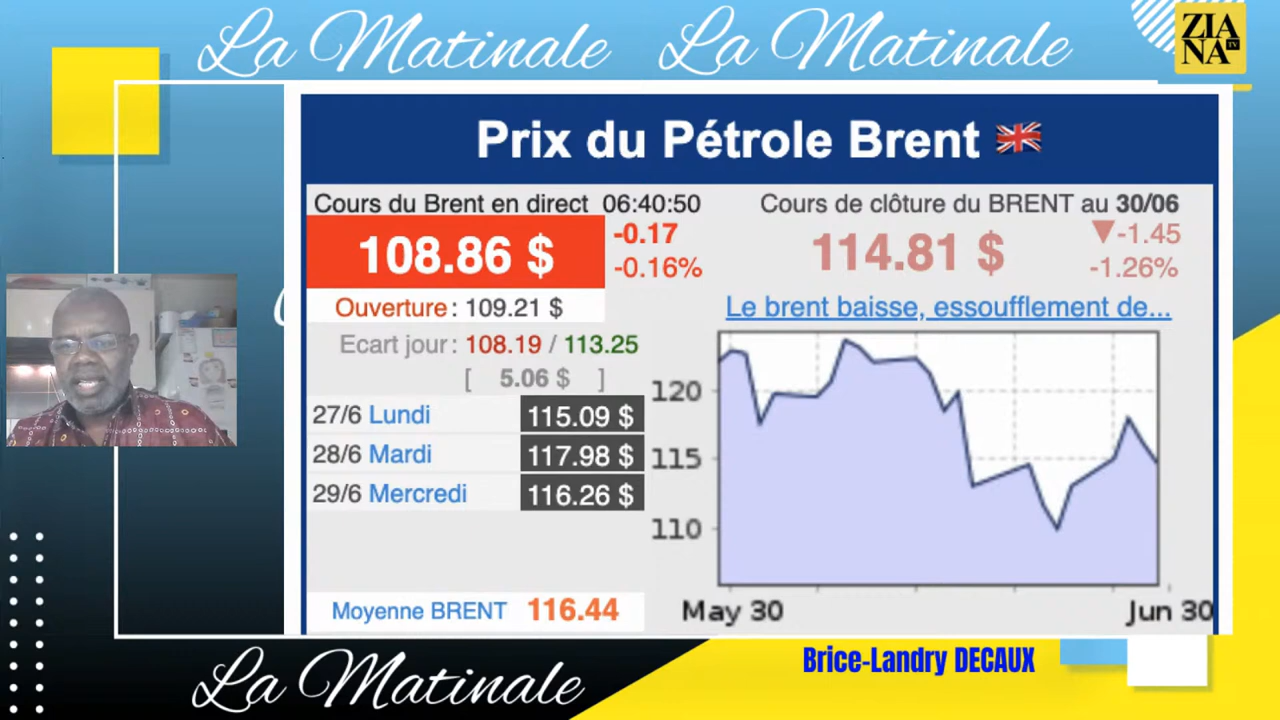 La Matinale La Matinale
ZIA
NA TV
Prix du Pétrole Brent
Cours du Brent en direct 06:40:50
108.86 $
-0.17
-0.16%
Ouverture : 109.21 $
Ecart jour : 108.19 / 113.25
[ 5.06 $ ]
27/6 Lundi 115.09 $
28/6 Mardi 117.98 $
29/6 Mercredi 116.26 $
Moyenne BRENT 116.44
Cours de clôture du BRENT au 30/06
114.81 $
▼-1.45
-1.26%
Le brent baisse, essoufflement de...
120
115
110
May 30 Jun 30
La Matinale
Brice-Landry DECAUX